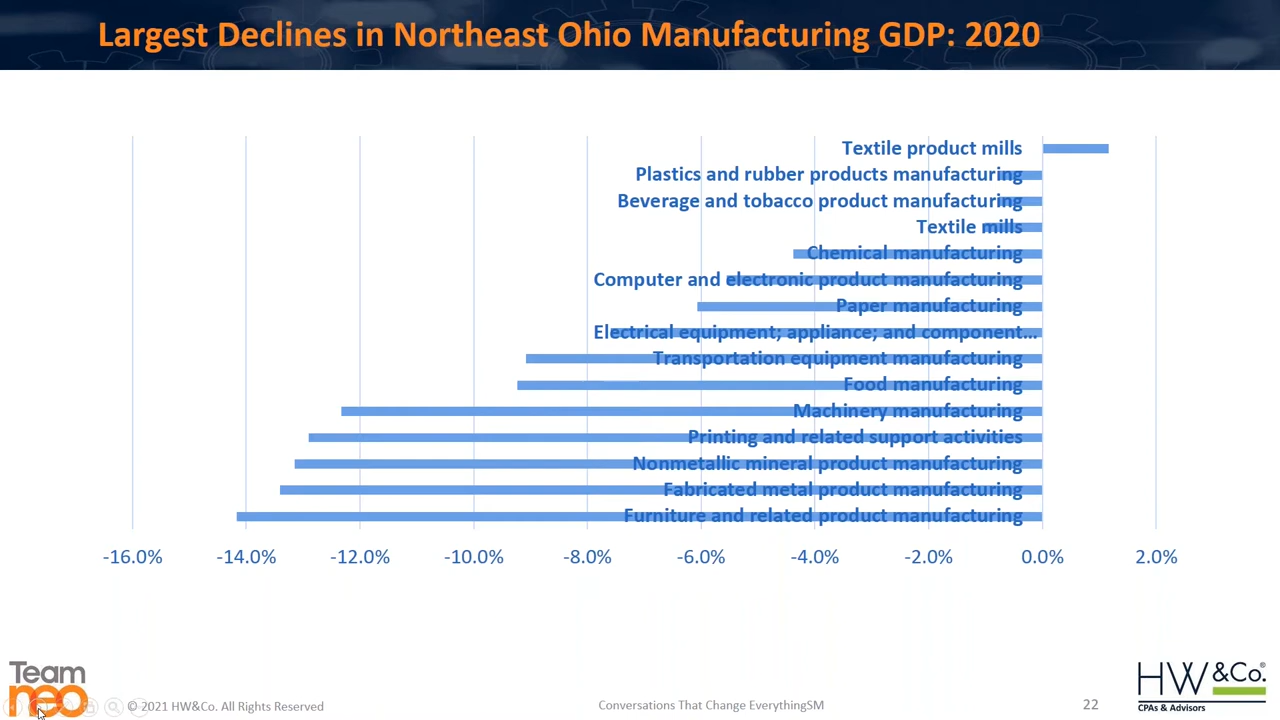 Largest Declines in Northeast Ohio Manufacturing GDP: 2020
Textile product mills
Plastics and rubber products manufacturing
Beverage and tobacco product manufacturing
Textile mills
Chemical manufacturing
Computer and electronic product manufacturing
Paper manufacturing
Electrical equipment; appliance; and component...
Transportation equipment manufacturing
Food manufacturing
Machinery manufacturing
Printing and related support activities
Nonmetallic mineral product manufacturing
Fabricated metal product manufacturing
Furniture and related product manufacturing
-16.0% -14.0% -12.0% -10.0% -8.0% -6.0% -4.0% -2.0% 0.0% 2.0%
Team
neo
© 2021 HW&Co. All Rights Reserved
Conversations That Change EverythingSM
22
HW&Co.®
CPAs & Advisors